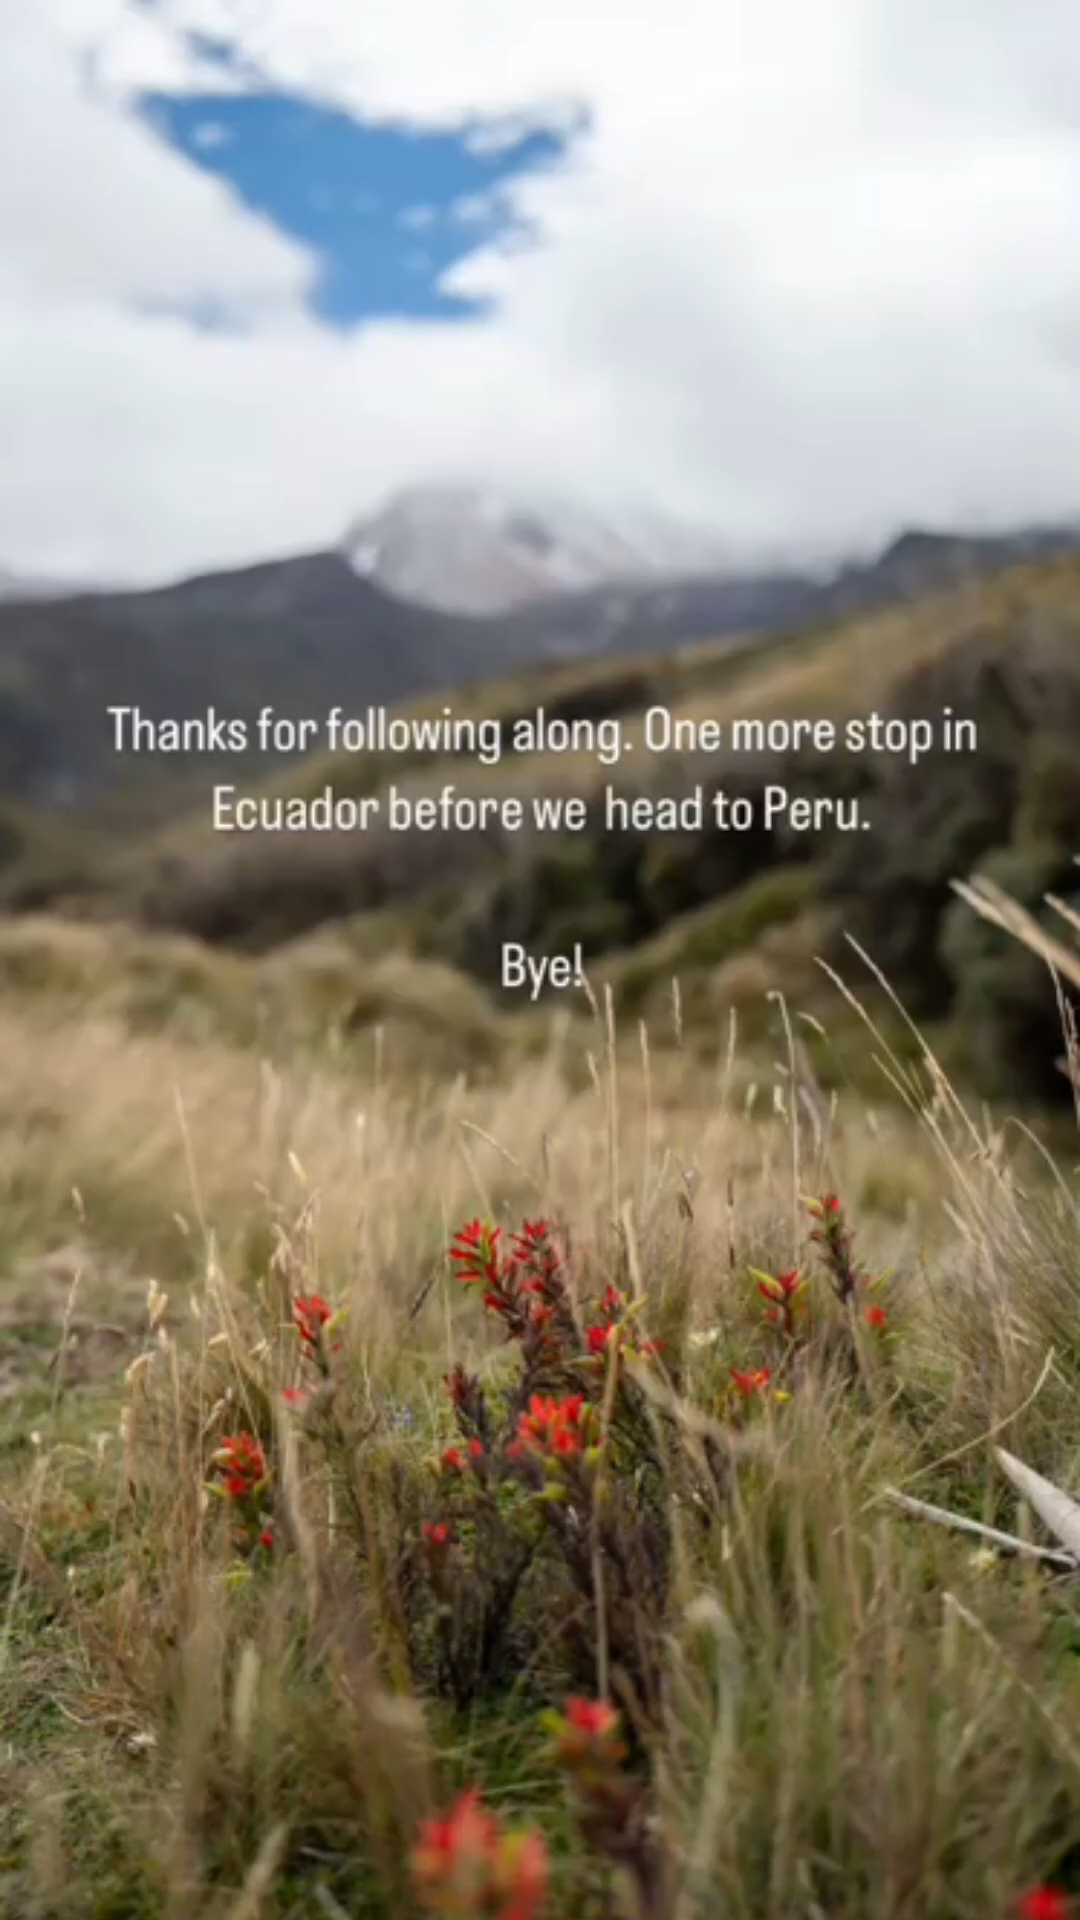 Thanks for following along. One more stop in
Ecuador before we  head to Peru.
Bye!